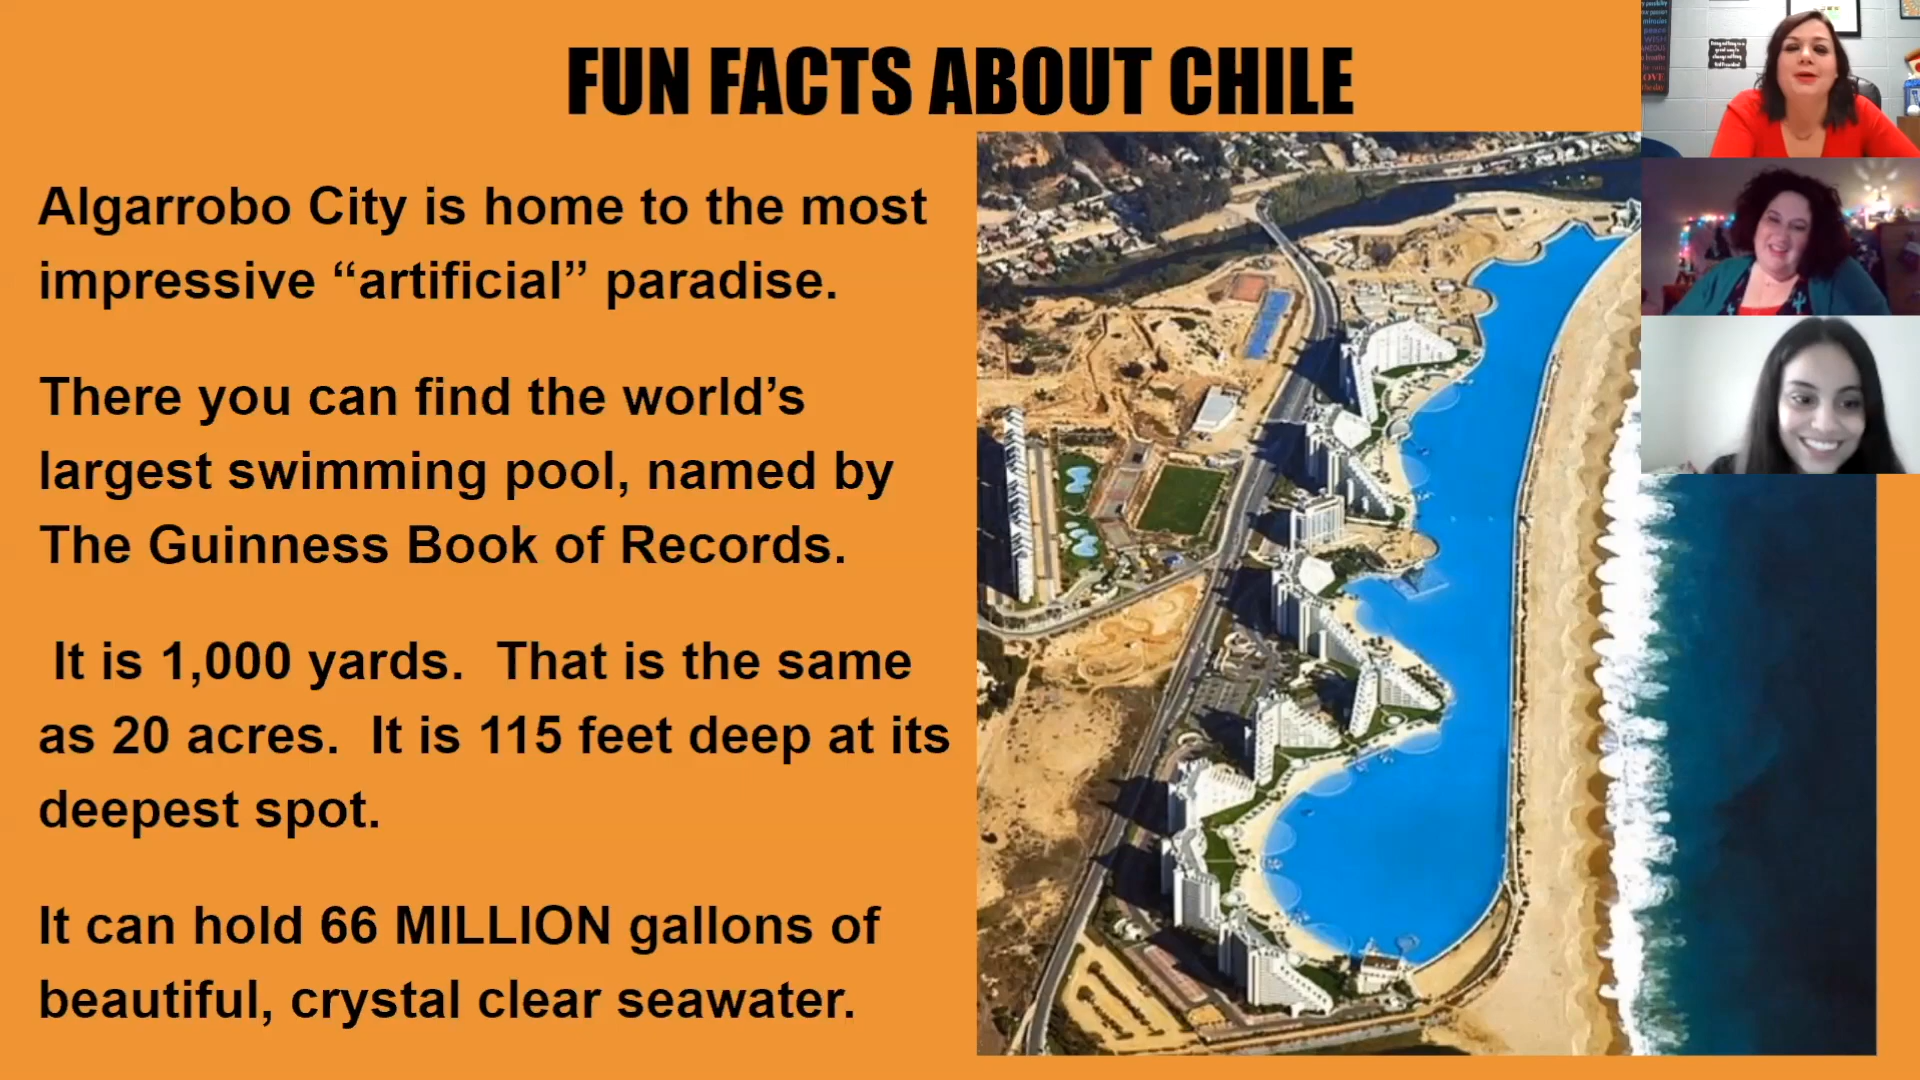 FUN FACTS ABOUT CHILE
Algarrobo City is home to the most
impressive “artificial” paradise.
There you can find the world’s
largest swimming pool, named by
The Guinness Book of Records.
It is 1,000 yards.  That is the same
as 20 acres.  It is 115 feet deep at its
deepest spot.
It can hold 66 MILLION gallons of
beautiful, crystal clear seawater.